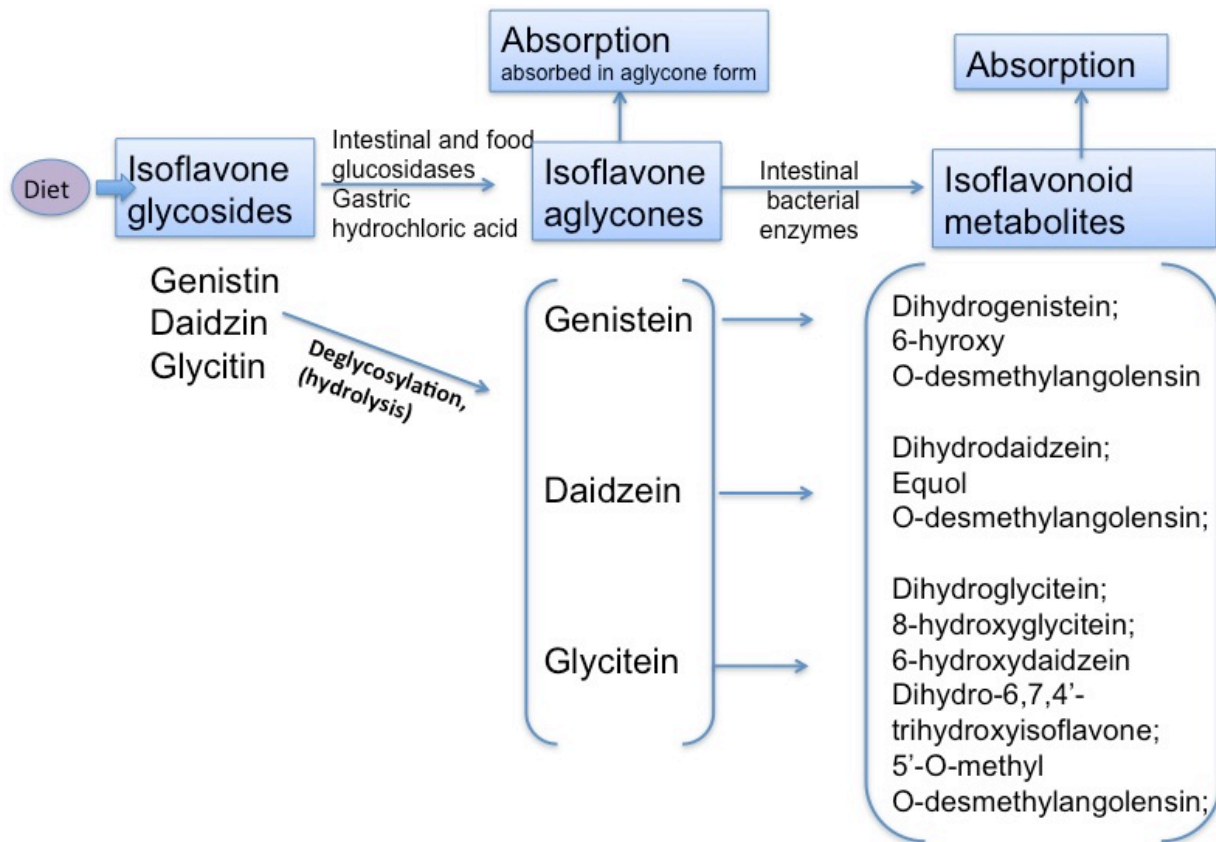 Absorption
absorbed in aglycone form
Absorption
Diet
Isoflavone
glycosides
Intestinal and food
glucosidases
Gastric
hydrochloric acid
Isoflavone
aglycones
Intestinal
bacterial
enzymes
Isoflavonoid
metabolites
Genistin
Daidzin
Glycitin
Deglycosylation,
(hydrolysis)
Genistein
Daidzein
Glycitein
Dihydrogenistein;
6-hyroxy
O-desmethylangolensin
Dihydrodaidzein;
Equol
O-desmethylangolensin;
Dihydroglycitein;
8-hydroxyglycitein;
6-hydroxydaidzein
Dihydro-6,7,4’-
trihydroxyisoflavone;
5’-O-methyl
O-desmethylangolensin;